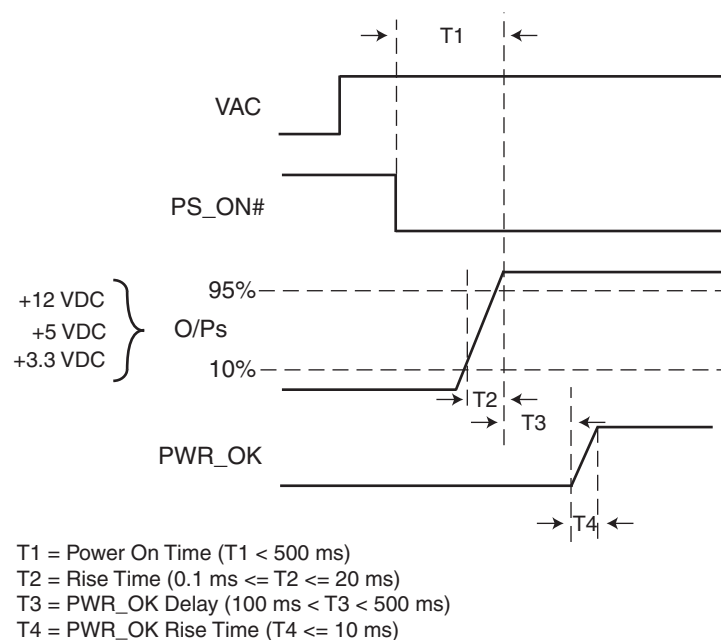 T1
VAC
PS_ON#
+12 VDC
+5 VDC
+3.3 VDC
O/Ps
95%
10%
T2
T3
PWR_OK
T4
T1 = Power On Time (T1 < 500 ms)
T2 = Rise Time (0.1 ms <= T2 <= 20 ms)
T3 = PWR_OK Delay (100 ms < T3 < 500 ms)
T4 = PWR_OK Rise Time (T4 <= 10 ms)